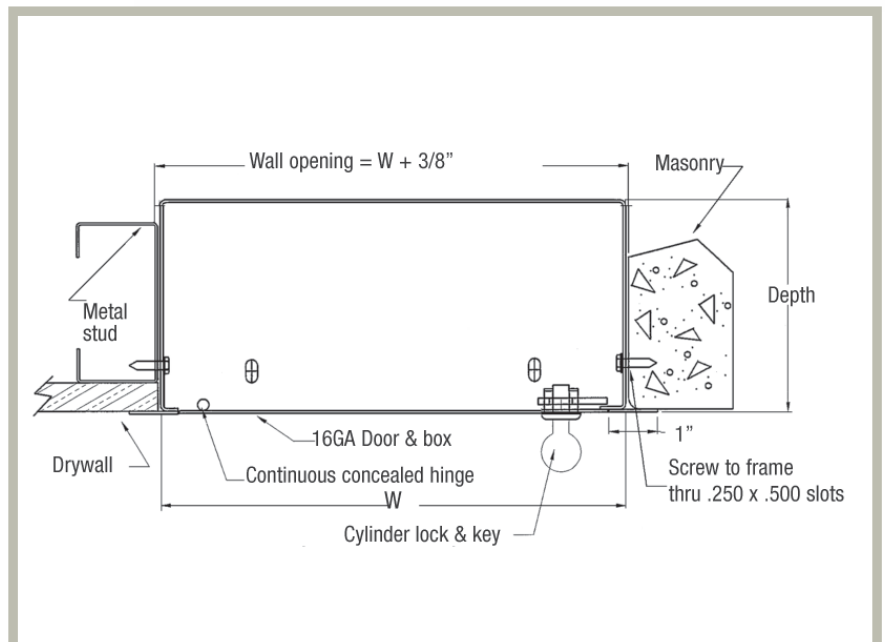 Wall opening = W + 3/8”
Masonry
Depth
Metal
stud
1”
16GA Door & box
Drywall
Continuous concealed hinge
Screw to frame
thru .250 x .500 slots
W
Cylinder lock & key